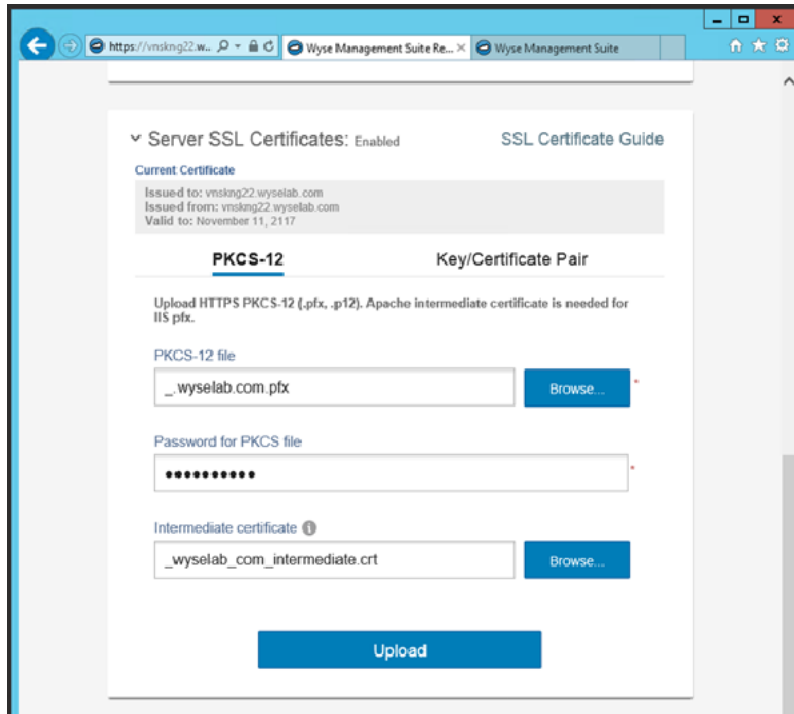 https://vmskng22.w...
Wyse Management Suite Re...
Wyse Management Suite
Server SSL Certificates: Enabled
SSL Certificate Guide
Current Certificate
Issued to: vmskng22.wyselab.com
Issued from: vmskng22.wyselab.com
Valid to: November 11, 2117
PKCS-12
Key/Certificate Pair
Upload HTTPS PKCS-12 (.pfx, .p12). Apache intermediate certificate is needed for
IIS pfx.
PKCS-12 file
_.wyselab.com.pfx
Browse...
*
Password for PKCS file
••••••••••
*
Intermediate certificate
_wyselab_com_intermediate.crt
Browse...
Upload